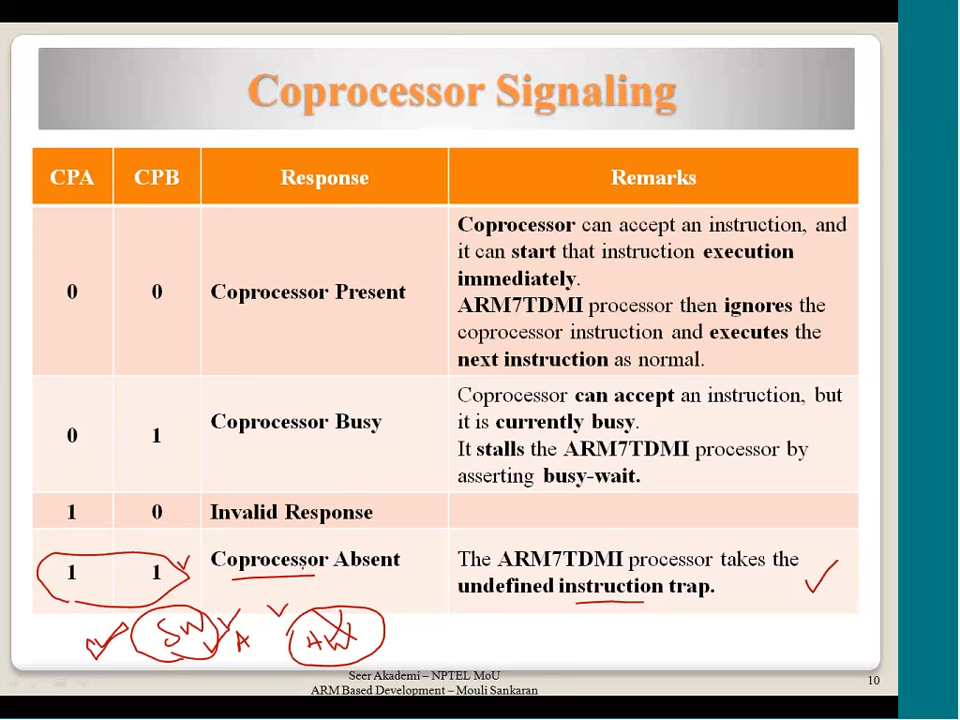 Coprocessor Signaling
CPA CPB Response Remarks
0 0 Coprocessor Present
Coprocessor can accept an instruction, and
it can start that instruction execution
immediately.
ARM7TDMI processor then ignores the
coprocessor instruction and executes the
next instruction as normal.
0 1 Coprocessor Busy
Coprocessor can accept an instruction, but
it is currently busy.
It stalls the ARM7TDMI processor by
asserting busy-wait.
1 0 Invalid Response
1 1 Coprocessor Absent
The ARM7TDMI processor takes the
undefined instruction trap.
SW A HW
Seer Akademi – NPTEL MoU
ARM Based Development – Mouli Sankaran
10